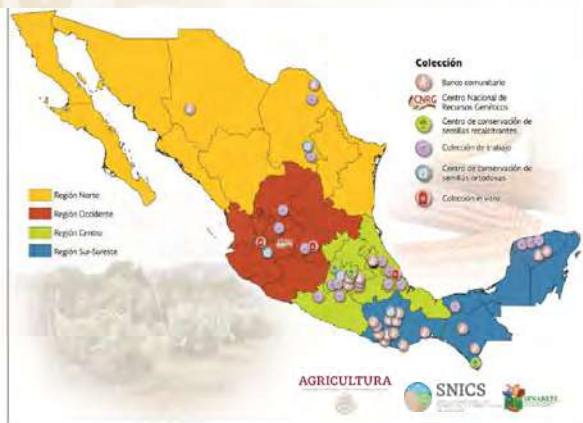 Colección
Banco comunitario
CNRG
Centro Nacional de
Recursos Genéticos
Centro de conservación de
semillas recalcitrantes
Colección de trabajo
Centro de conservación de
semillas ortodoxas
Colección in vitro
Región Norte
Región Occidente
Región Centro
Región Sur-Sureste
AGRICULTURA
SNICS